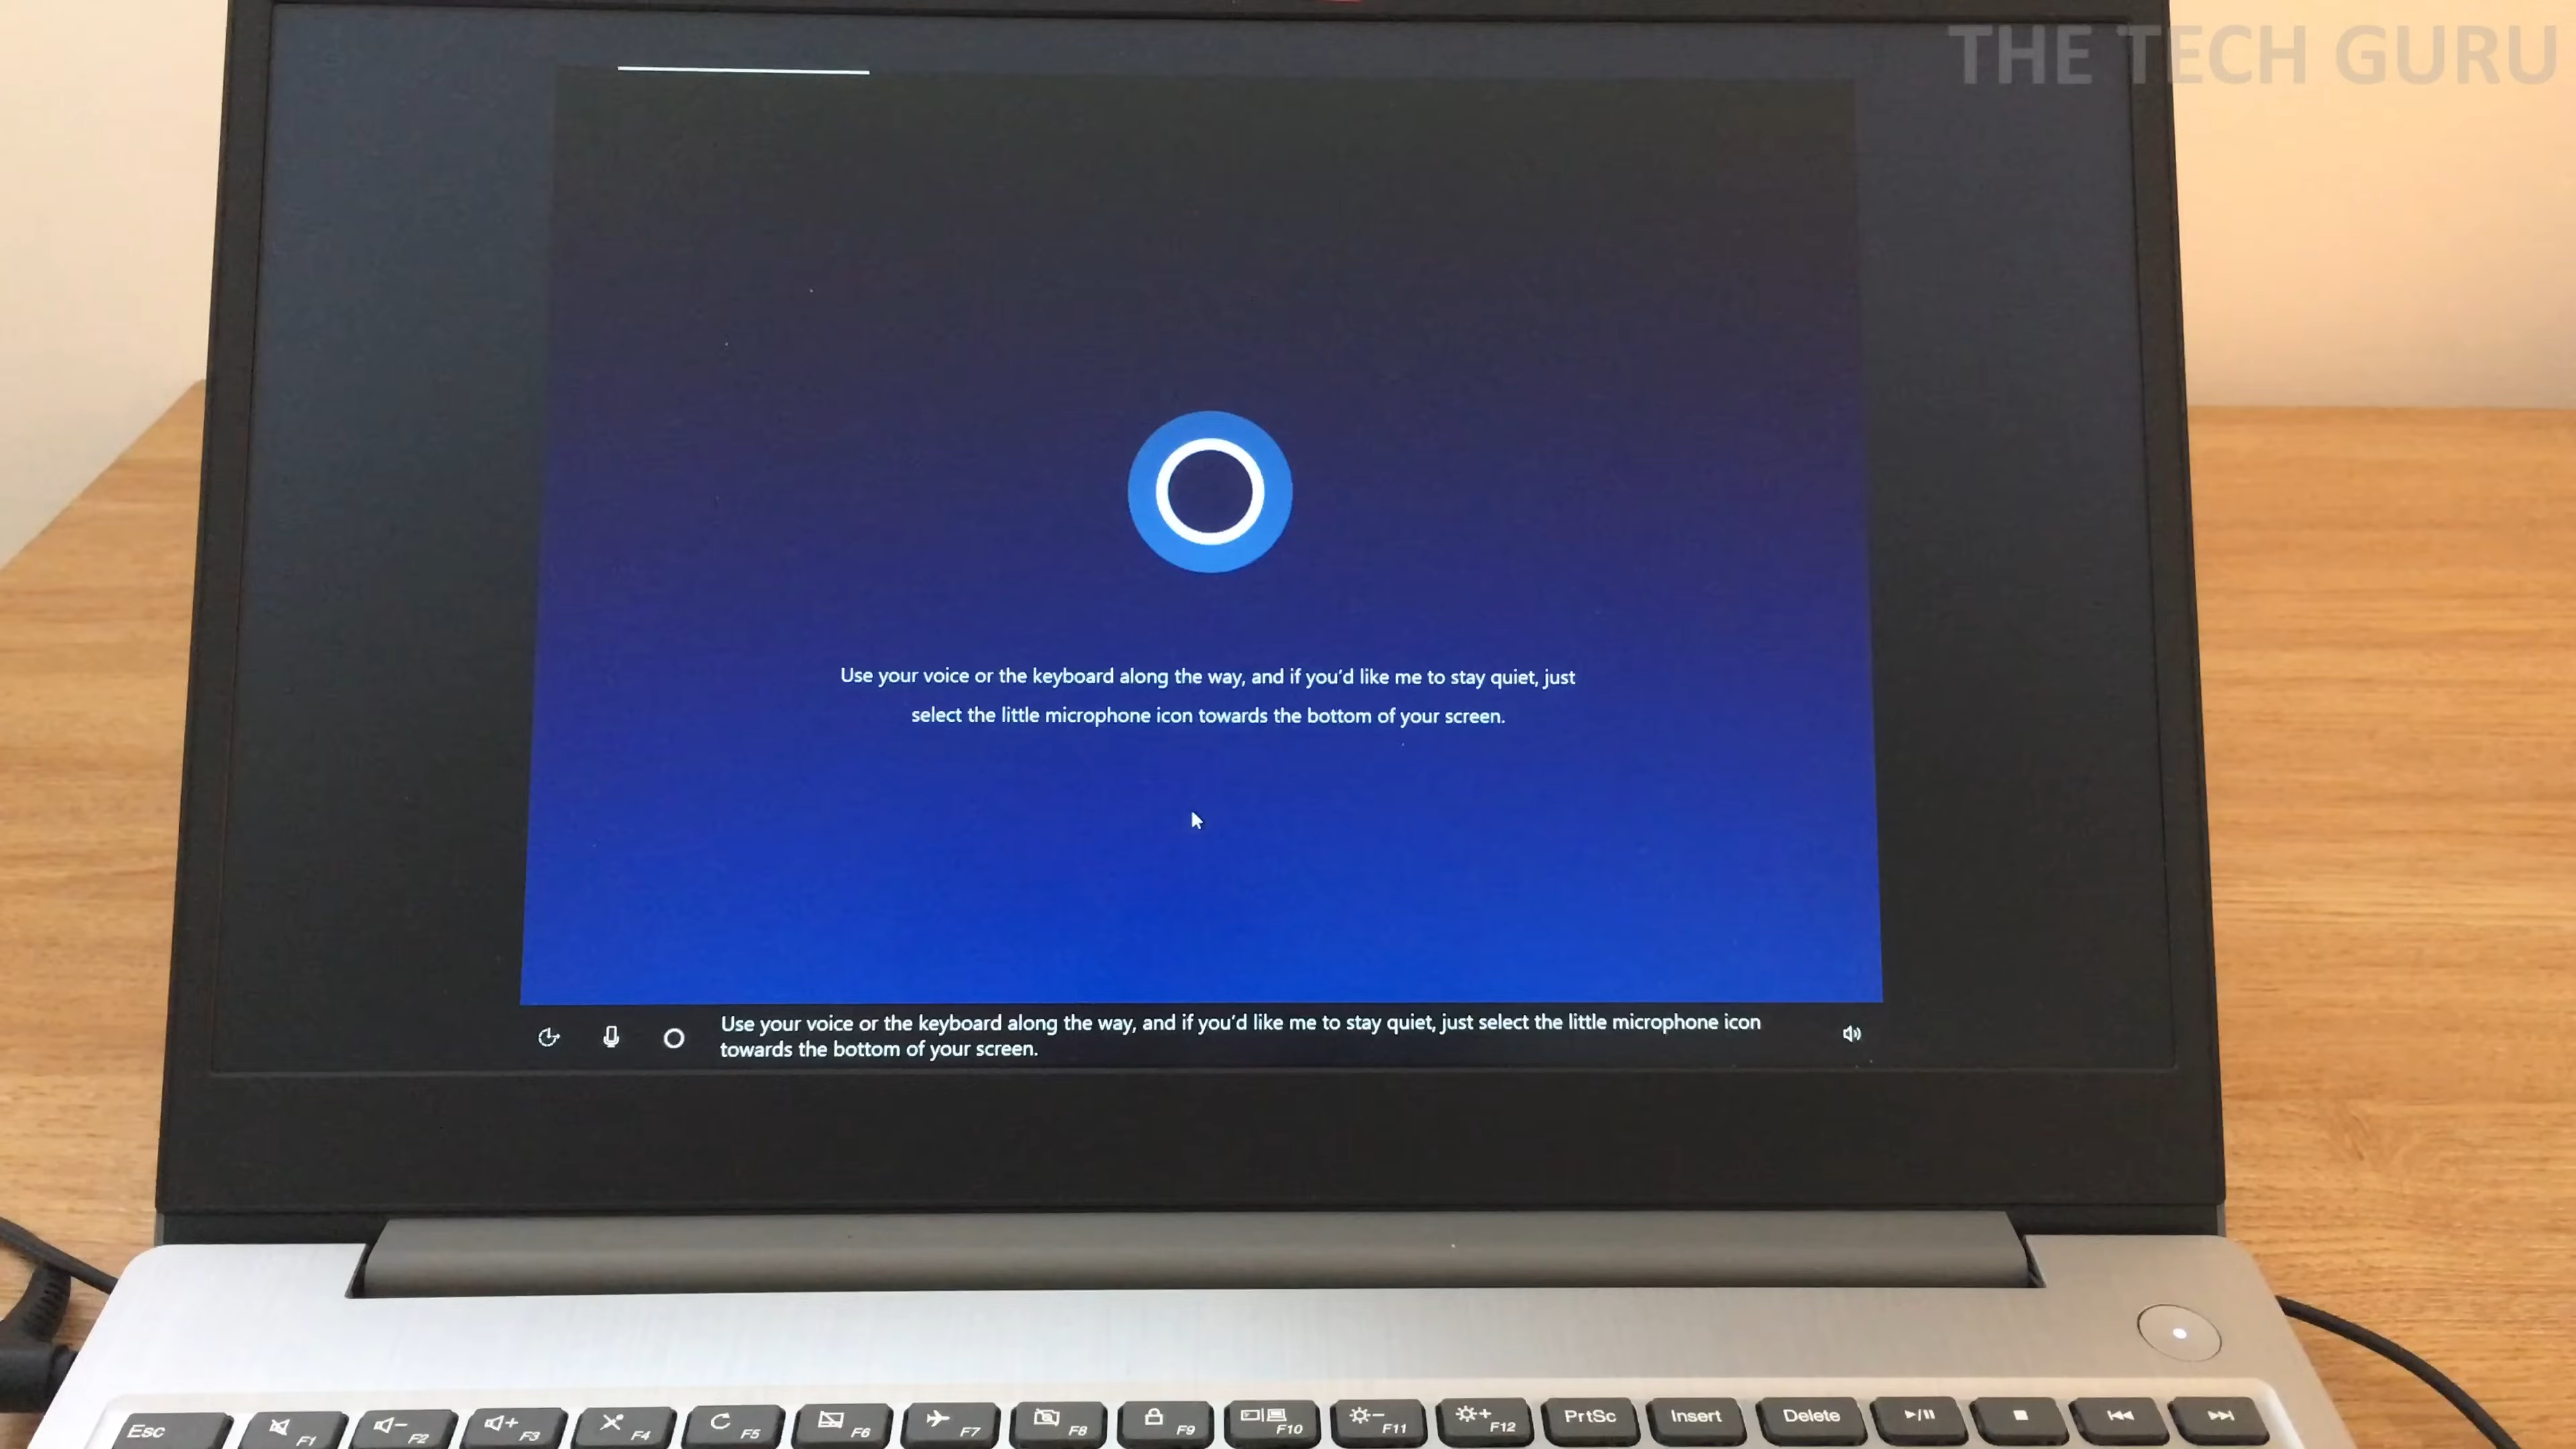 THE TECH GURU
Use your voice or the keyboard along the way, and if you'd like me to stay quiet, just
select the little microphone icon towards the bottom of your screen.
Use your voice or the keyboard along the way, and if you'd like me to stay quiet, just select the little microphone icon
towards the bottom of your screen.
Esc F1 F2 F3 F4 F5 F6 F7 F8 F9 F10 F11 F12 PrtSc Insert Delete